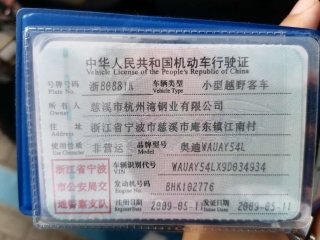 中华人民共和国机动车行驶证
Vehicle License of the People's Republic of China
号牌号码 浙B0881K 车辆类型 小型越野客车
Plate No. Vehicle Type
所有人 慈溪市杭州湾钢业有限公司
Owner
住址 浙江省宁波市慈溪市庵东镇江南村
Address
使用性质 非营运 品牌型号 奥迪WAUAY54L
浙江省宁波市公安局交通警察支队
车辆识别代号 WAUAY54LX9D034934
VIN
发动机号码 BHK102776
Engine No.
注册日期 2009-05-11 发证日期 2009-05-11
Register Date Issue Date